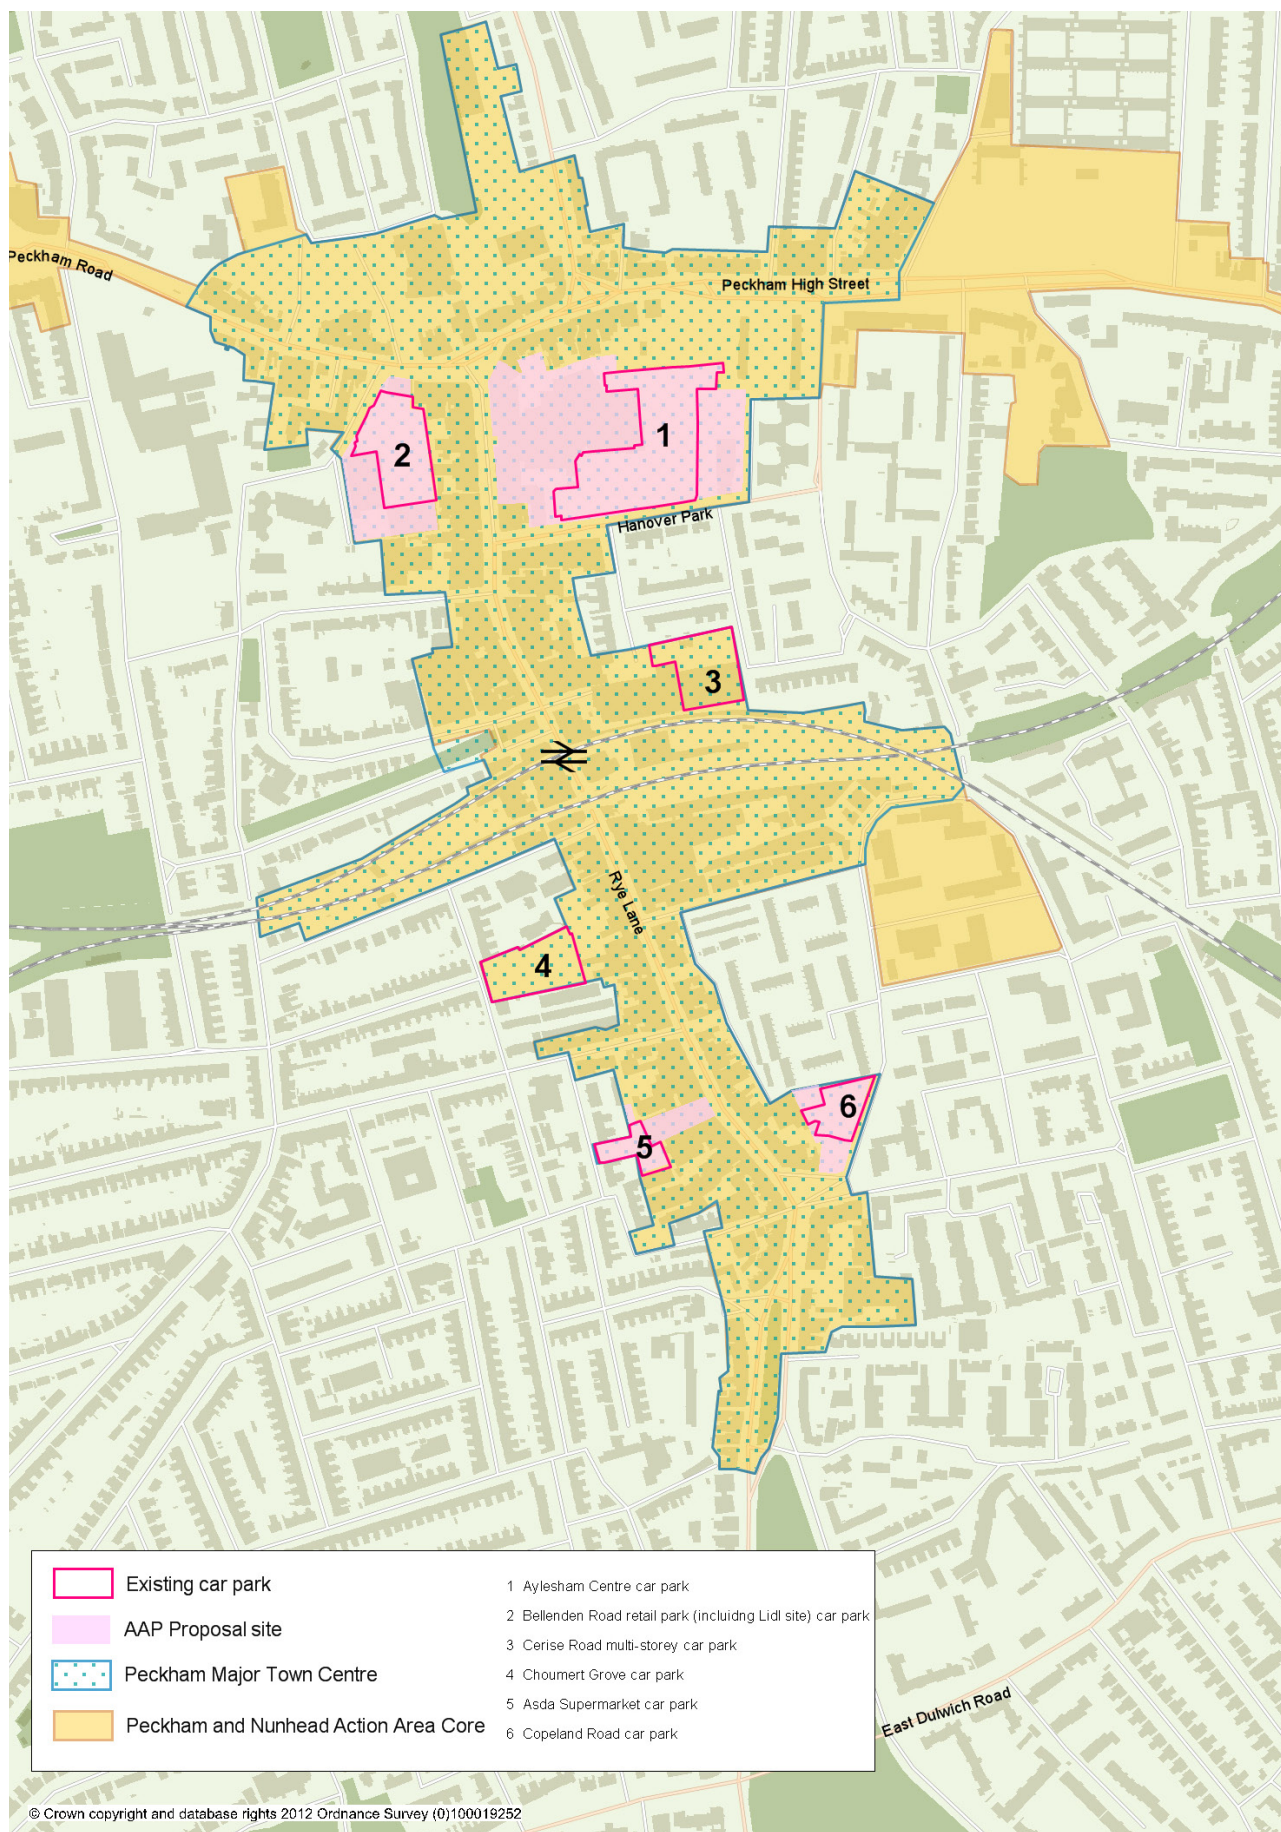 Peckham Road
Peckham High Street
1
2
Hanover Park
3
Rye Lane
4
6
5
Existing car park
AAP Proposal site
Peckham Major Town Centre
Peckham and Nunhead Action Area Core
1 Aylesham Centre car park
2 Bellenden Road retail park (incluidng Lidl site) car park
3 Cerise Road multi-storey car park
4 Choumert Grove car park
5 Asda Supermarket car park
6 Copeland Road car park
East Dulwich Road
© Crown copyright and database rights 2012 Ordnance Survey (0)100019252